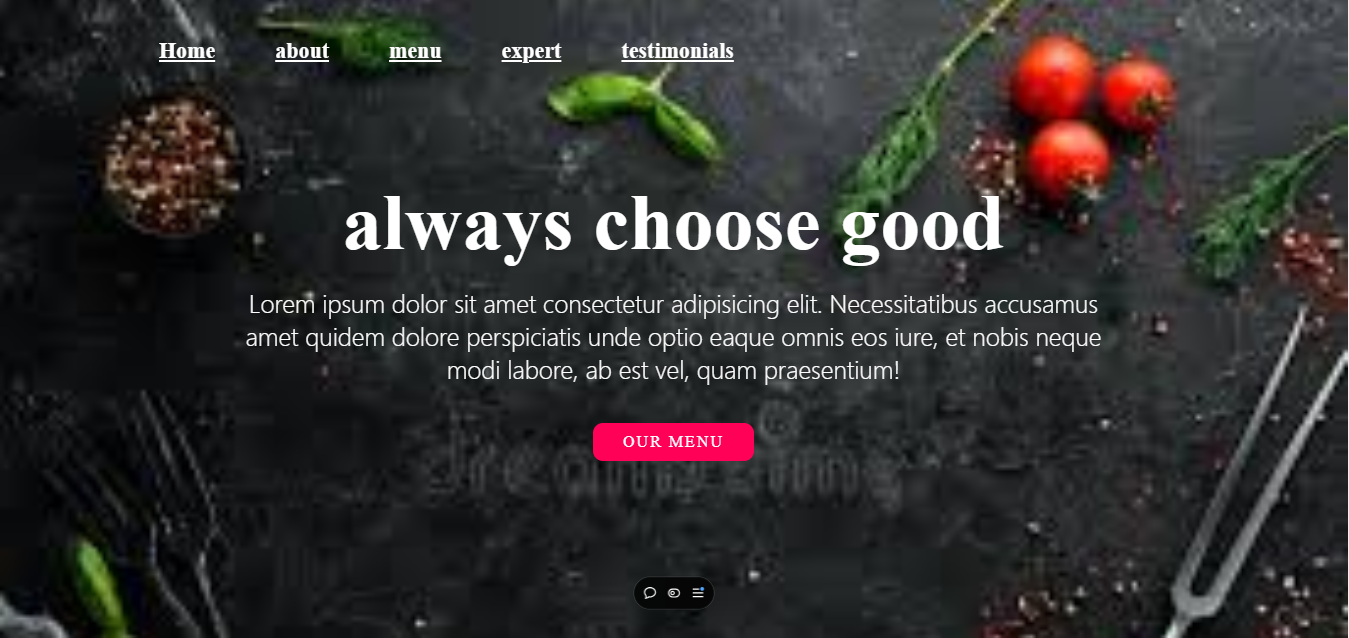 Home about menu expert testimonials
always choose good
Lorem ipsum dolor sit amet consectetur adipisicing elit. Necessitatibus accusamus
amet quidem dolore perspiciatis unde optio eaque omnis eos iure, et nobis neque
modi labore, ab est vel, quam praesentium!
OUR MENU
dreamstime